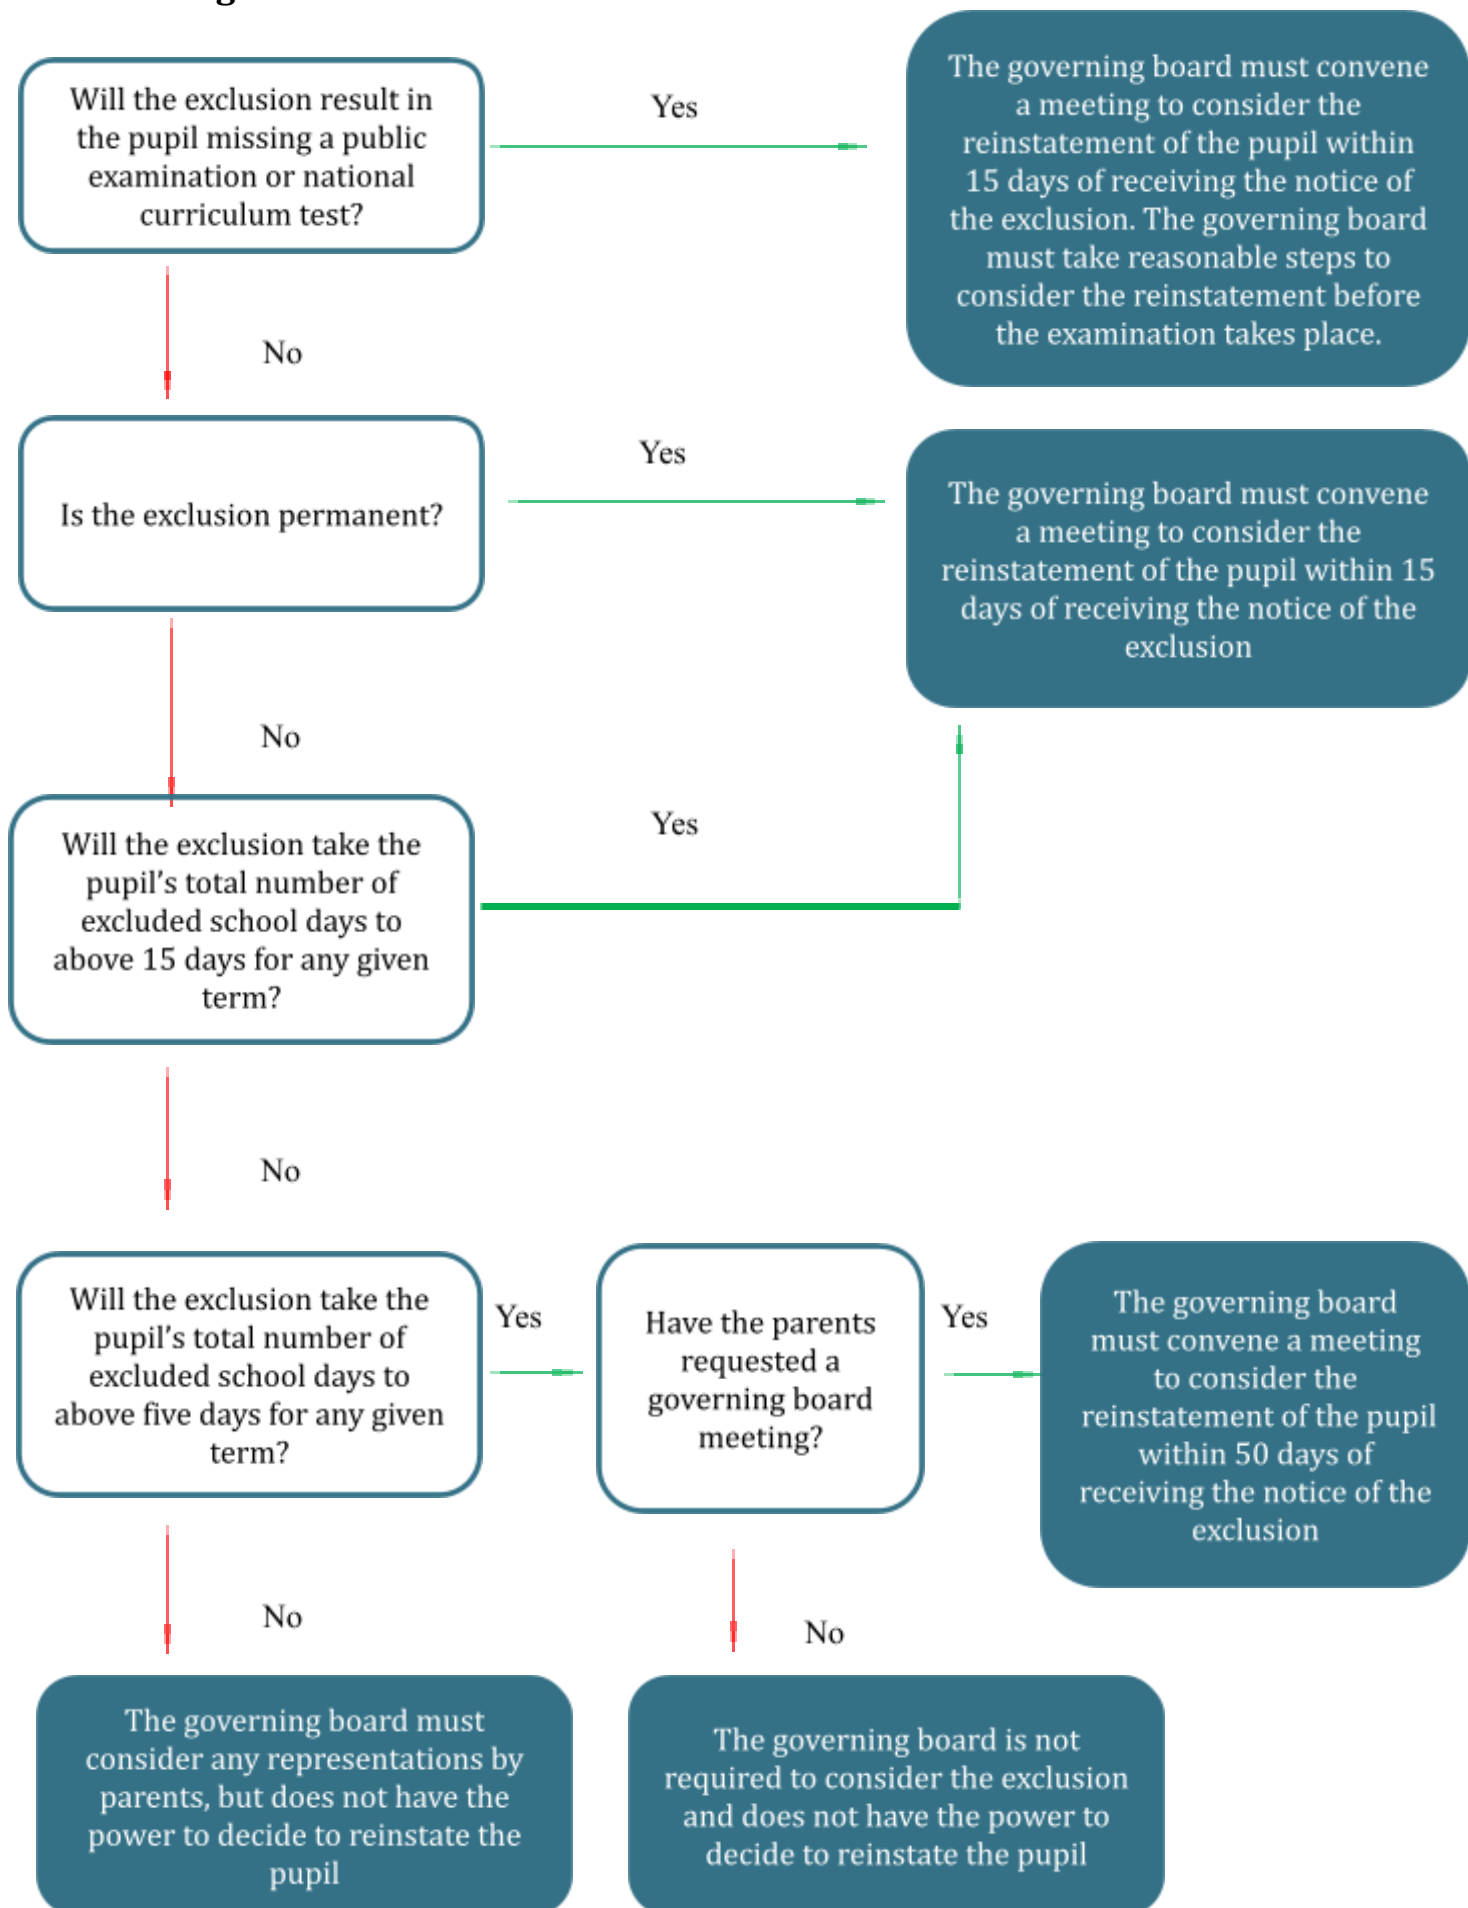 Will the exclusion result in
the pupil missing a public
examination or national
curriculum test?
Yes
The governing board must convene
a meeting to consider the
reinstatement of the pupil within
15 days of receiving the notice of
the exclusion. The governing board
must take reasonable steps to
consider the reinstatement before
the examination takes place.
No
Is the exclusion permanent?
Yes
The governing board must convene
a meeting to consider the
reinstatement of the pupil within 15
days of receiving the notice of the
exclusion
No
Will the exclusion take the
pupil's total number of
excluded school days to
above 15 days for any given
term?
Yes
No
Will the exclusion take the
pupil's total number of
excluded school days to
above five days for any given
term?
Yes
Have the parents
requested a
governing board
meeting?
Yes
The governing board
must convene a meeting
to consider the
reinstatement of the pupil
within 50 days of
receiving the notice of the
exclusion
No
No
The governing board must
consider any representations by
parents, but does not have the
power to decide to reinstate the
pupil
The governing board is not
required to consider the exclusion
and does not have the power to
decide to reinstate the pupil